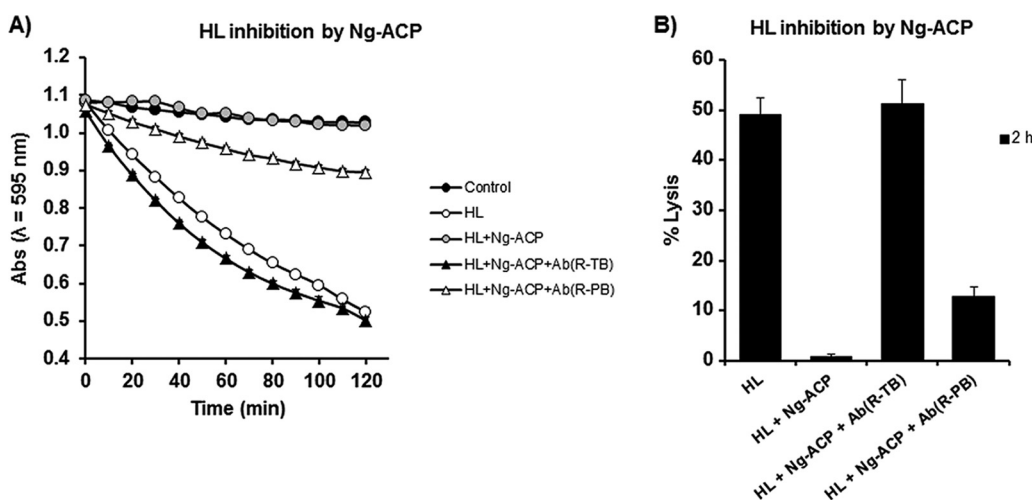 A)
HL inhibition by Ng-ACP
Abs (λ = 595 nm)
1.2
1.1
1.0
0.9
0.8
0.7
0.6
0.5
0.4
0 20 40 60 80 100 120
Time (min)
Control
HL
HL+Ng-ACP
HL+Ng-ACP+Ab(R-TB)
HL+Ng-ACP+Ab(R-PB)
B)
HL inhibition by Ng-ACP
% Lysis
60
50
40
30
20
10
0
2 h
HL
HL + Ng-ACP
HL + Ng-ACP + Ab(R-TB)
HL + Ng-ACP + Ab(R-PB)